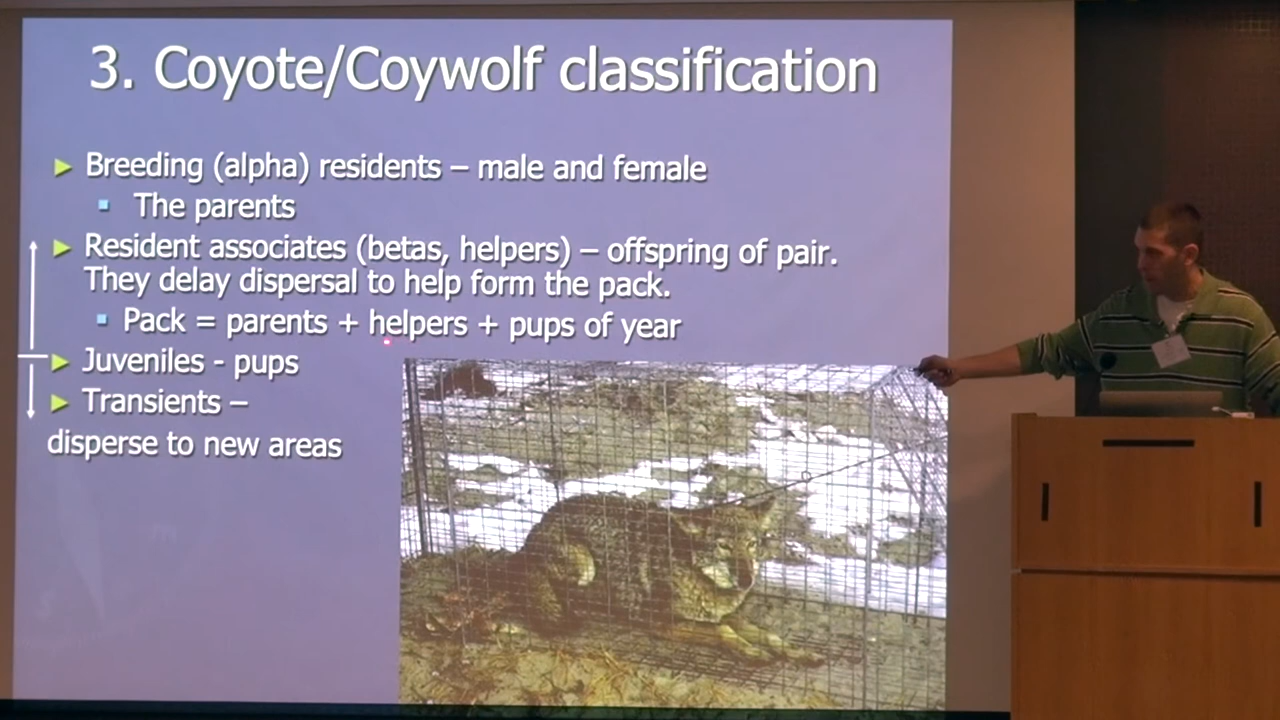 3. Coyote/Coywolf classification
Breeding (alpha) residents – male and female
The parents
Resident associates (betas, helpers) – offspring of pair.
They delay dispersal to help form the pack.
Pack = parents + helpers + pups of year
Juveniles - pups
Transients –
disperse to new areas